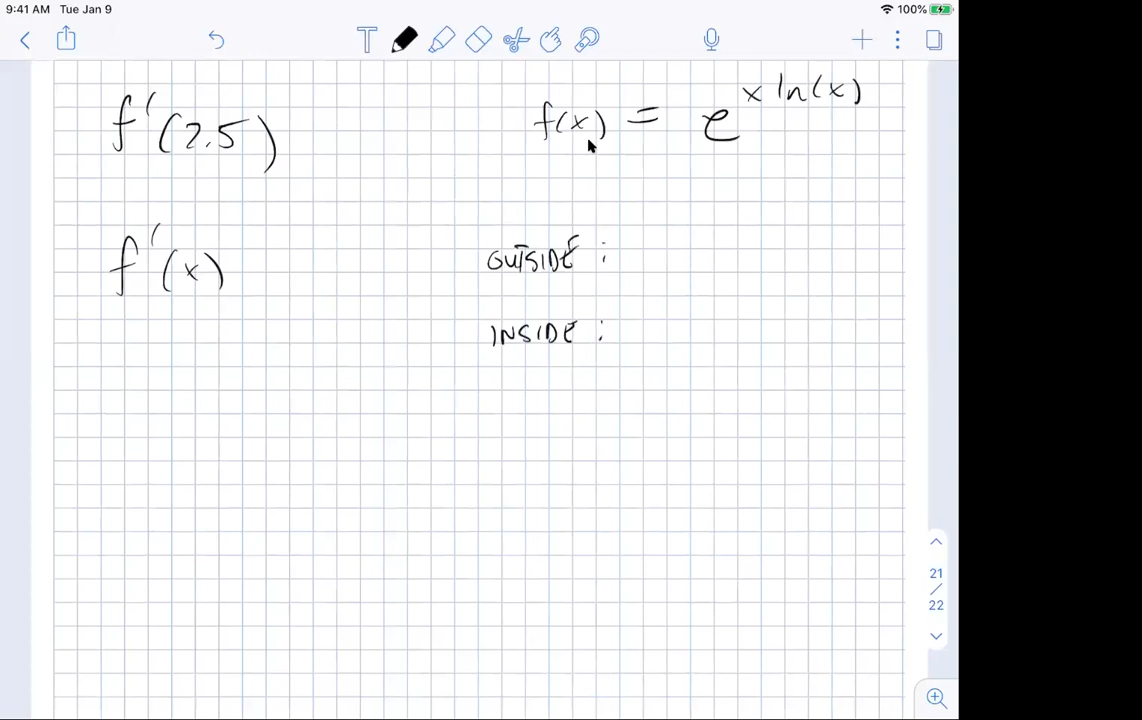 9:41 AM Tue Jan 9
100%
f'(2.5)
f(x) = e^{x ln(x)}
f'(x)
OUTSIDE :
INSIDE :
21
/
22